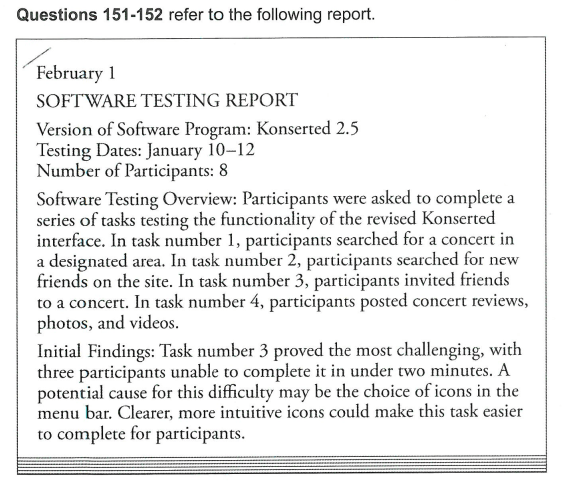 Questions 151-152 refer to the following report.
February 1
SOFTWARE TESTING REPORT
Version of Software Program: Konserted 2.5
Testing Dates: January 10–12
Number of Participants: 8
Software Testing Overview: Participants were asked to complete a
series of tasks testing the functionality of the revised Konserted
interface. In task number 1, participants searched for a concert in
a designated area. In task number 2, participants searched for new
friends on the site. In task number 3, participants invited friends
to a concert. In task number 4, participants posted concert reviews,
photos, and videos.
Initial Findings: Task number 3 proved the most challenging, with
three participants unable to complete it in under two minutes. A
potential cause for this difficulty may be the choice of icons in the
menu bar. Clearer, more intuitive icons could make this task easier
to complete for participants.